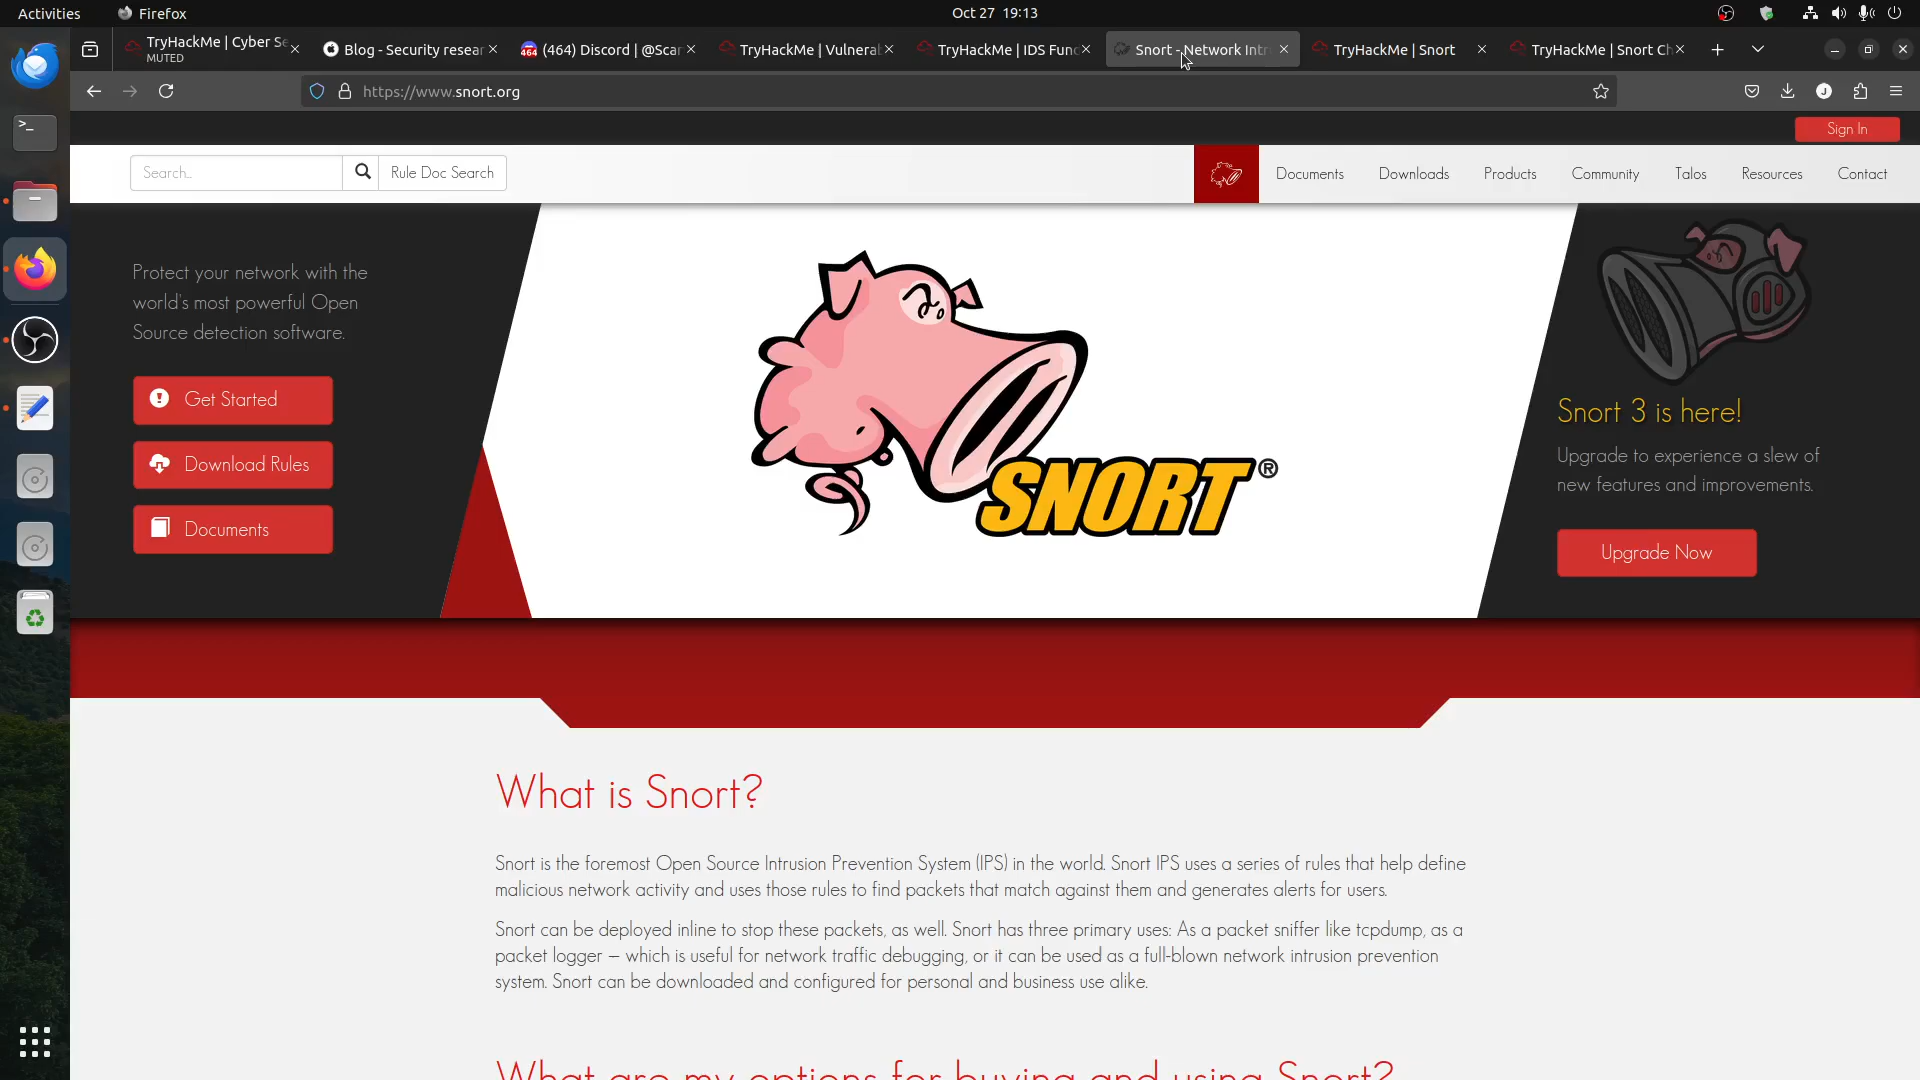 Activities
Firefox
Oct 27 19:13
TryHackMe | Cyber Se
MUTED
Blog - Security resear
(464) Discord | @Scar
TryHackMe | Vulneral
TryHackMe | IDS Func
Snort - Network Intr
TryHackMe | Snort
TryHackMe | Snort Ch
https://www.snort.org
Sign In
Search..
Rule Doc Search
Documents
Downloads
Products
Community
Talos
Resources
Contact
Protect your network with the
world's most powerful Open
Source detection software.
Get Started
Download Rules
Documents
SNORT®
Snort 3 is here!
Upgrade to experience a slew of
new features and improvements.
Upgrade Now
What is Snort?
Snort is the foremost Open Source Intrusion Prevention System (IPS) in the world. Snort IPS uses a series of rules that help define
malicious network activity and uses those rules to find packets that match against them and generates alerts for users.
Snort can be deployed inline to stop these packets, as well. Snort has three primary uses: As a packet sniffer like tcpdump, as a
packet logger — which is useful for network traffic debugging, or it can be used as a full-blown network intrusion prevention
system. Snort can be downloaded and configured for personal and business use alike.
What are my options for buying and using Snort?